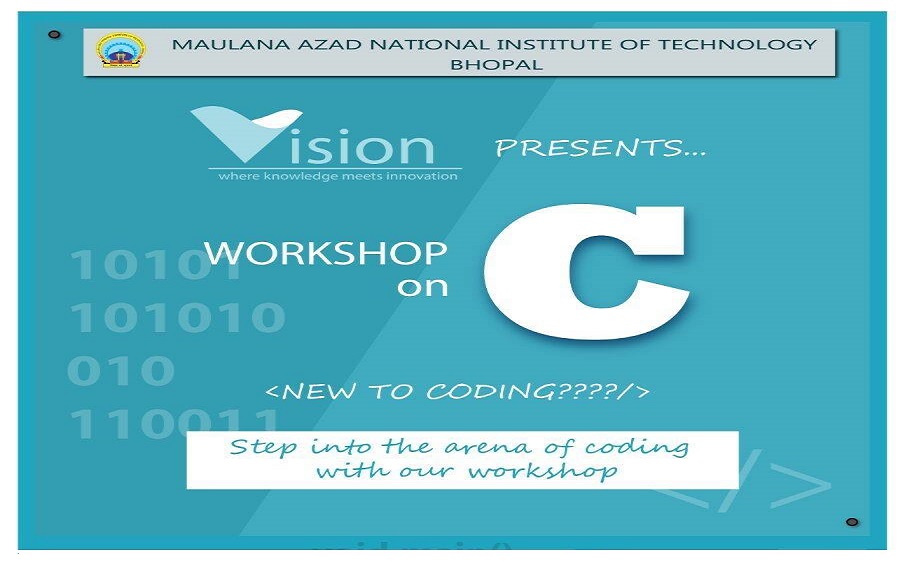 MAULANA AZAD NATIONAL INSTITUTE OF TECHNOLOGY
BHOPAL
Vision
where knowledge meets innovation
PRESENTS...
WORKSHOP
on
C
10101
101010
010
110011
<NEW TO CODING????/>
Step into the arena of coding
with our workshop
</>